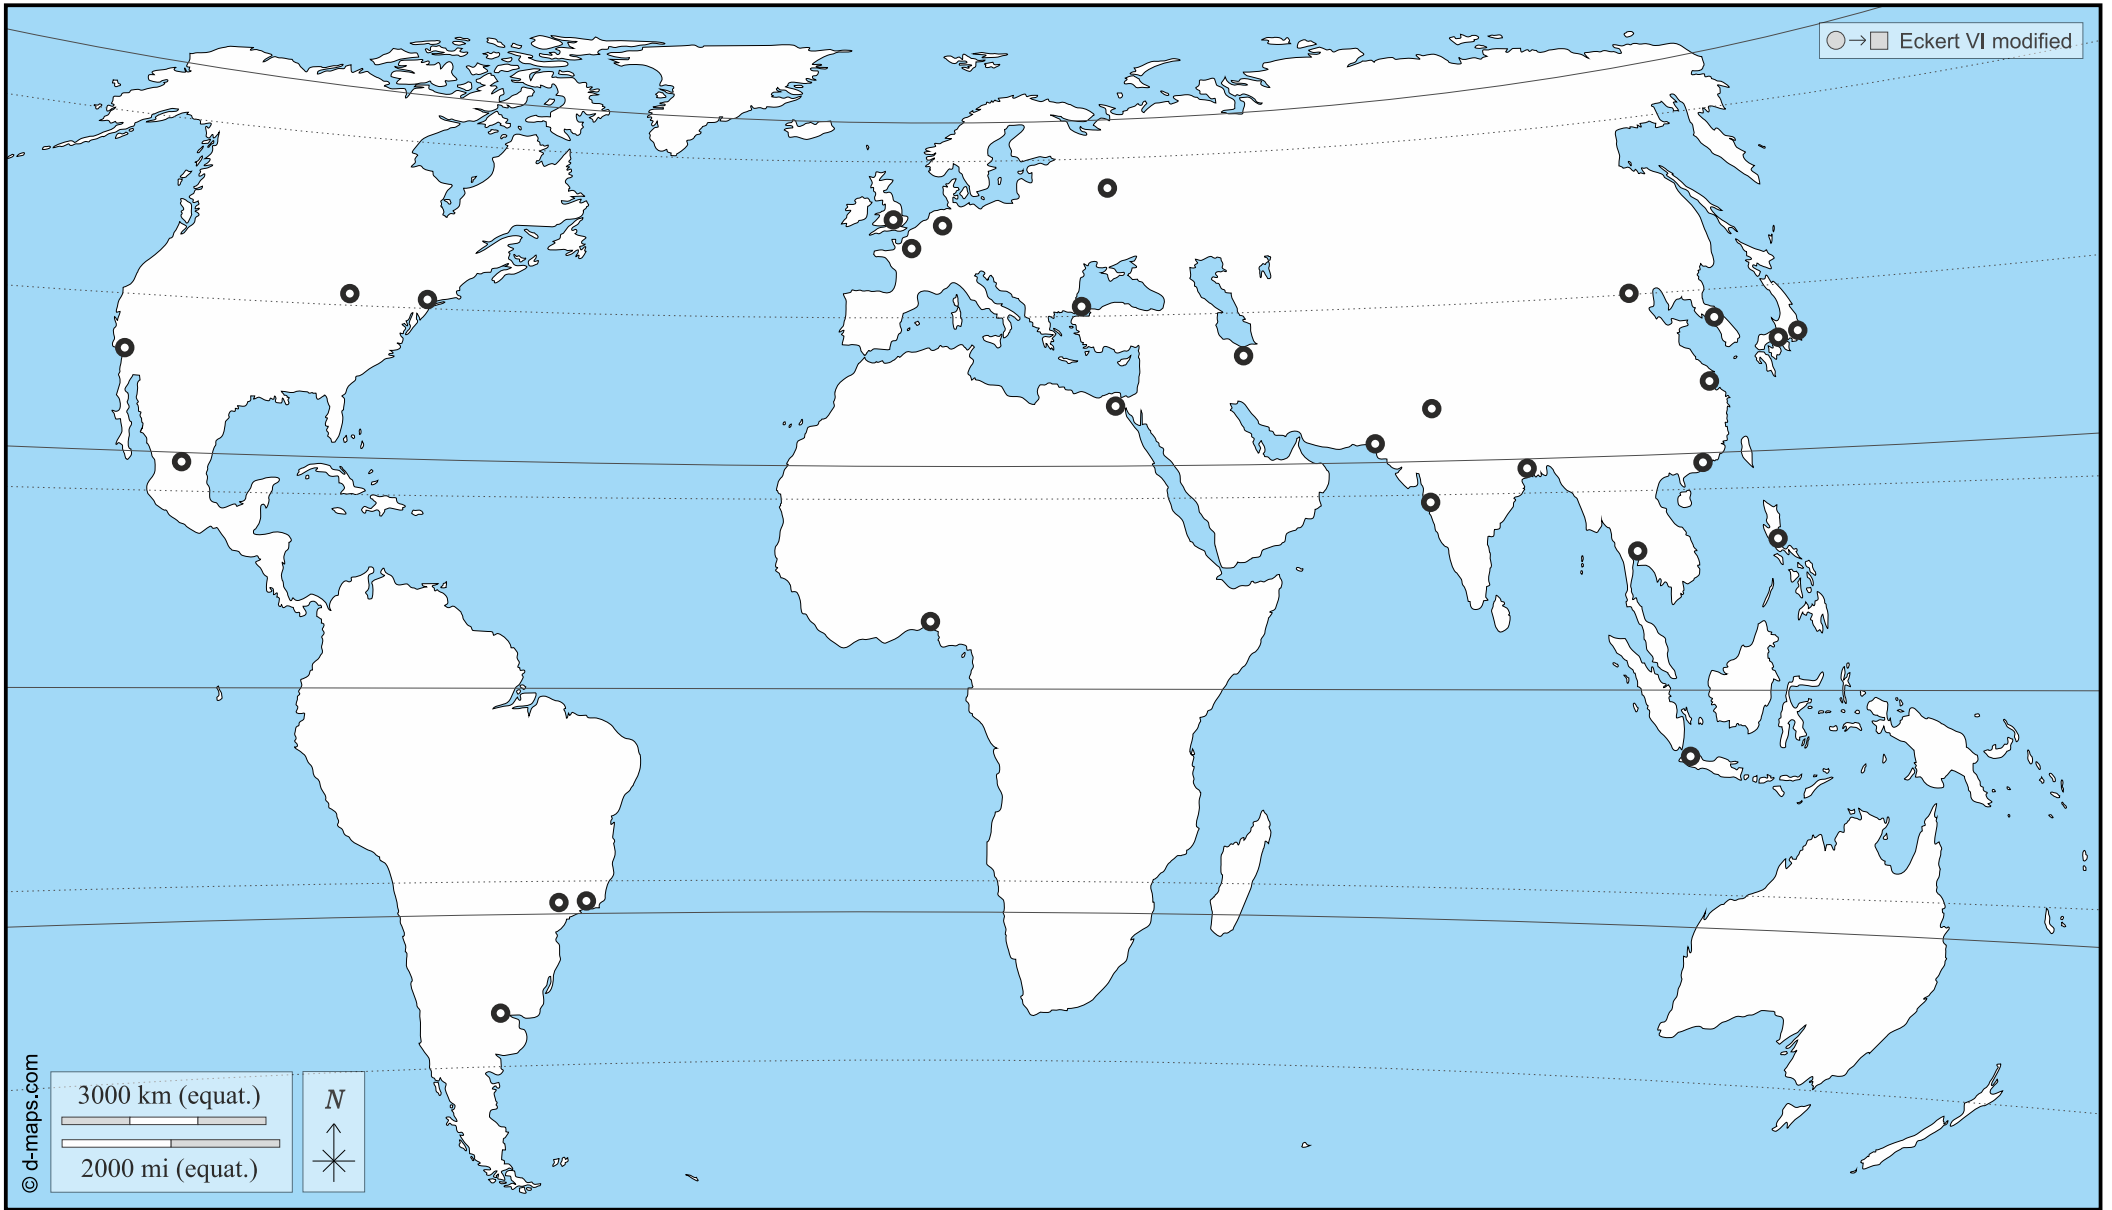 Eckert VI modified
3000 km (equat.)
2000 mi (equat.)
N
© d-maps.com